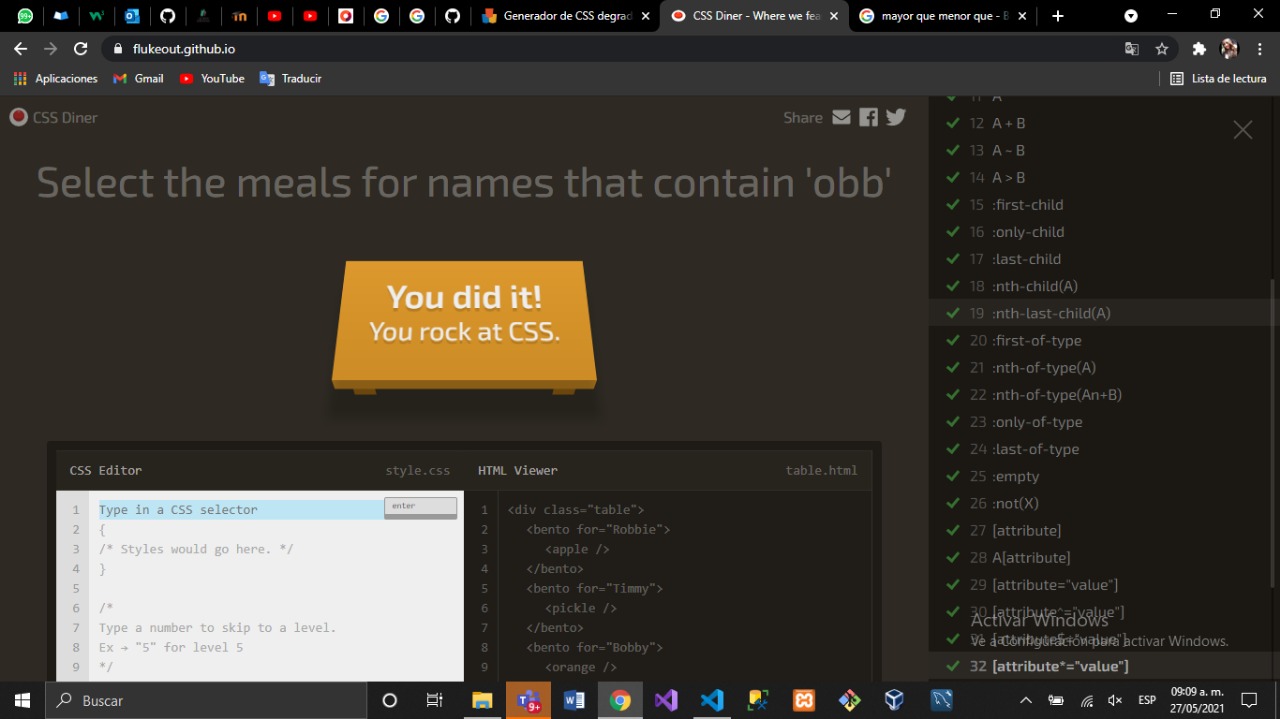 99+
Generador de CSS degrad
CSS Diner - Where we fea
mayor que menor que - B
flukeout.github.io
Aplicaciones
Gmail
YouTube
Traducir
Lista de lectura
CSS Diner
Share
Select the meals for names that contain 'obb'
You did it!
You rock at CSS.
CSS Editor
style.css
HTML Viewer
table.html
1 Type in a CSS selector
enter
2 {
3 /* Styles would go here. */
4 }
5
6 /*
7 Type a number to skip to a level.
8 Ex → "5" for level 5
9 */
1 <div class="table">
2 <bento for="Robbie">
3 <apple />
4 </bento>
5 <bento for="Timmy">
6 <pickle />
7 </bento>
8 <bento for="Bobby">
9 <orange />
11 A
12 A + B
13 A ~ B
14 A > B
15 :first-child
16 :only-child
17 :last-child
18 :nth-child(A)
19 :nth-last-child(A)
20 :first-of-type
21 :nth-of-type(A)
22 :nth-of-type(An+B)
23 :only-of-type
24 :last-of-type
25 :empty
26 :not(X)
27 [attribute]
28 A[attribute]
29 [attribute="value"]
30 [attribute^="value"]
31 [attribute$="value"]
32 [attribute*="value"]
Activar Windows
Ve a Configuración para activar Windows.
Buscar
9+
ESP
09:09 a. m.
27/05/2021